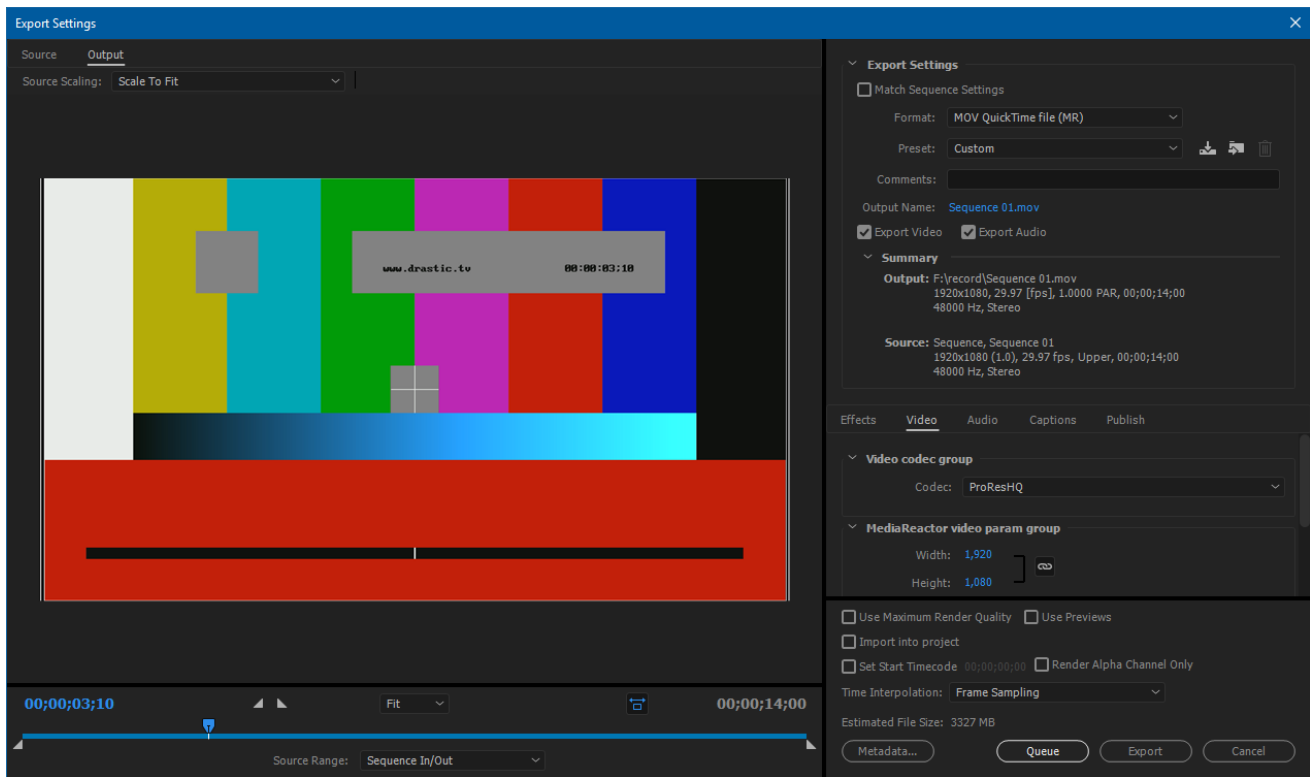 Export Settings
Source Output
Source Scaling: Scale To Fit
www.drastic.tv 00:00:03:10
00;00;03;10 Fit 00;00;14;00
Source Range: Sequence In/Out
Export Settings
Match Sequence Settings
Format: MOV QuickTime file (MR)
Preset: Custom
Comments:
Output Name: Sequence 01.mov
Export Video Export Audio
Summary
Output: F:\record\Sequence 01.mov
1920x1080, 29.97 [fps], 1.0000 PAR, 00;00;14;00
48000 Hz, Stereo
Source: Sequence, Sequence 01
1920x1080 (1.0), 29.97 fps, Upper, 00;00;14;00
48000 Hz, Stereo
Effects Video Audio Captions Publish
Video codec group
Codec: ProResHQ
MediaReactor video param group
Width: 1,920
Height: 1,080
Use Maximum Render Quality Use Previews
Import into project
Set Start Timecode 00;00;00;00 Render Alpha Channel Only
Time Interpolation: Frame Sampling
Estimated File Size: 3327 MB
Metadata... Queue Export Cancel